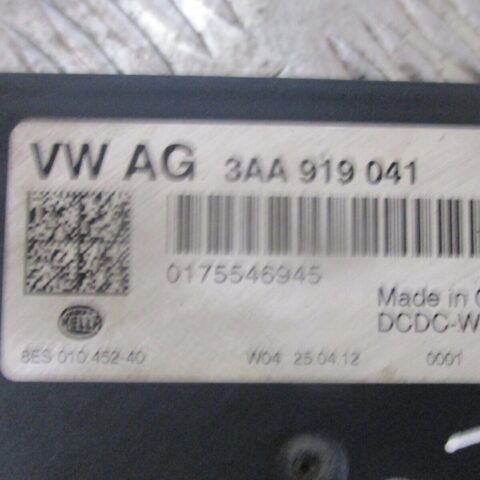 VW AG 3AA 919 041
0175546945
Made in
DCDC-W
HELLA
8ES 010 452-40 W04 25.04.12 0001